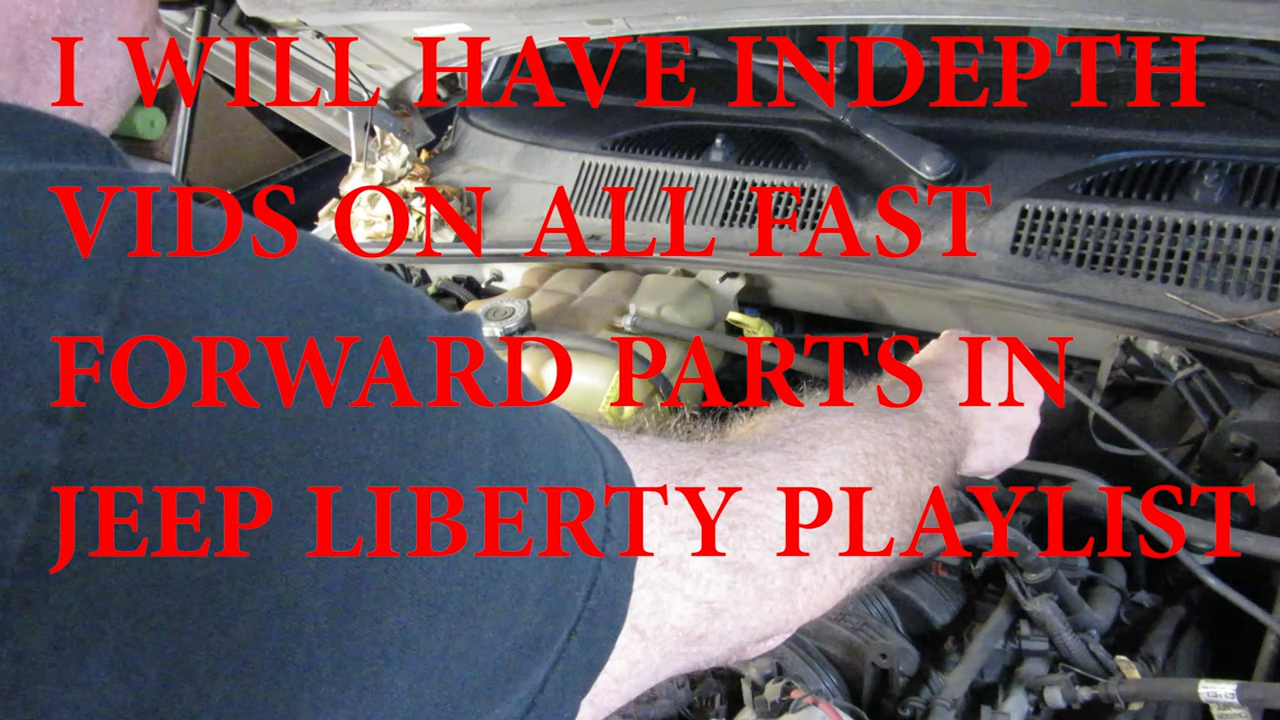 I WILL HAVE INDEPTH
VIDS ON ALL FAST
FORWARD PARTS IN
JEEP LIBERTY PLAYLIST